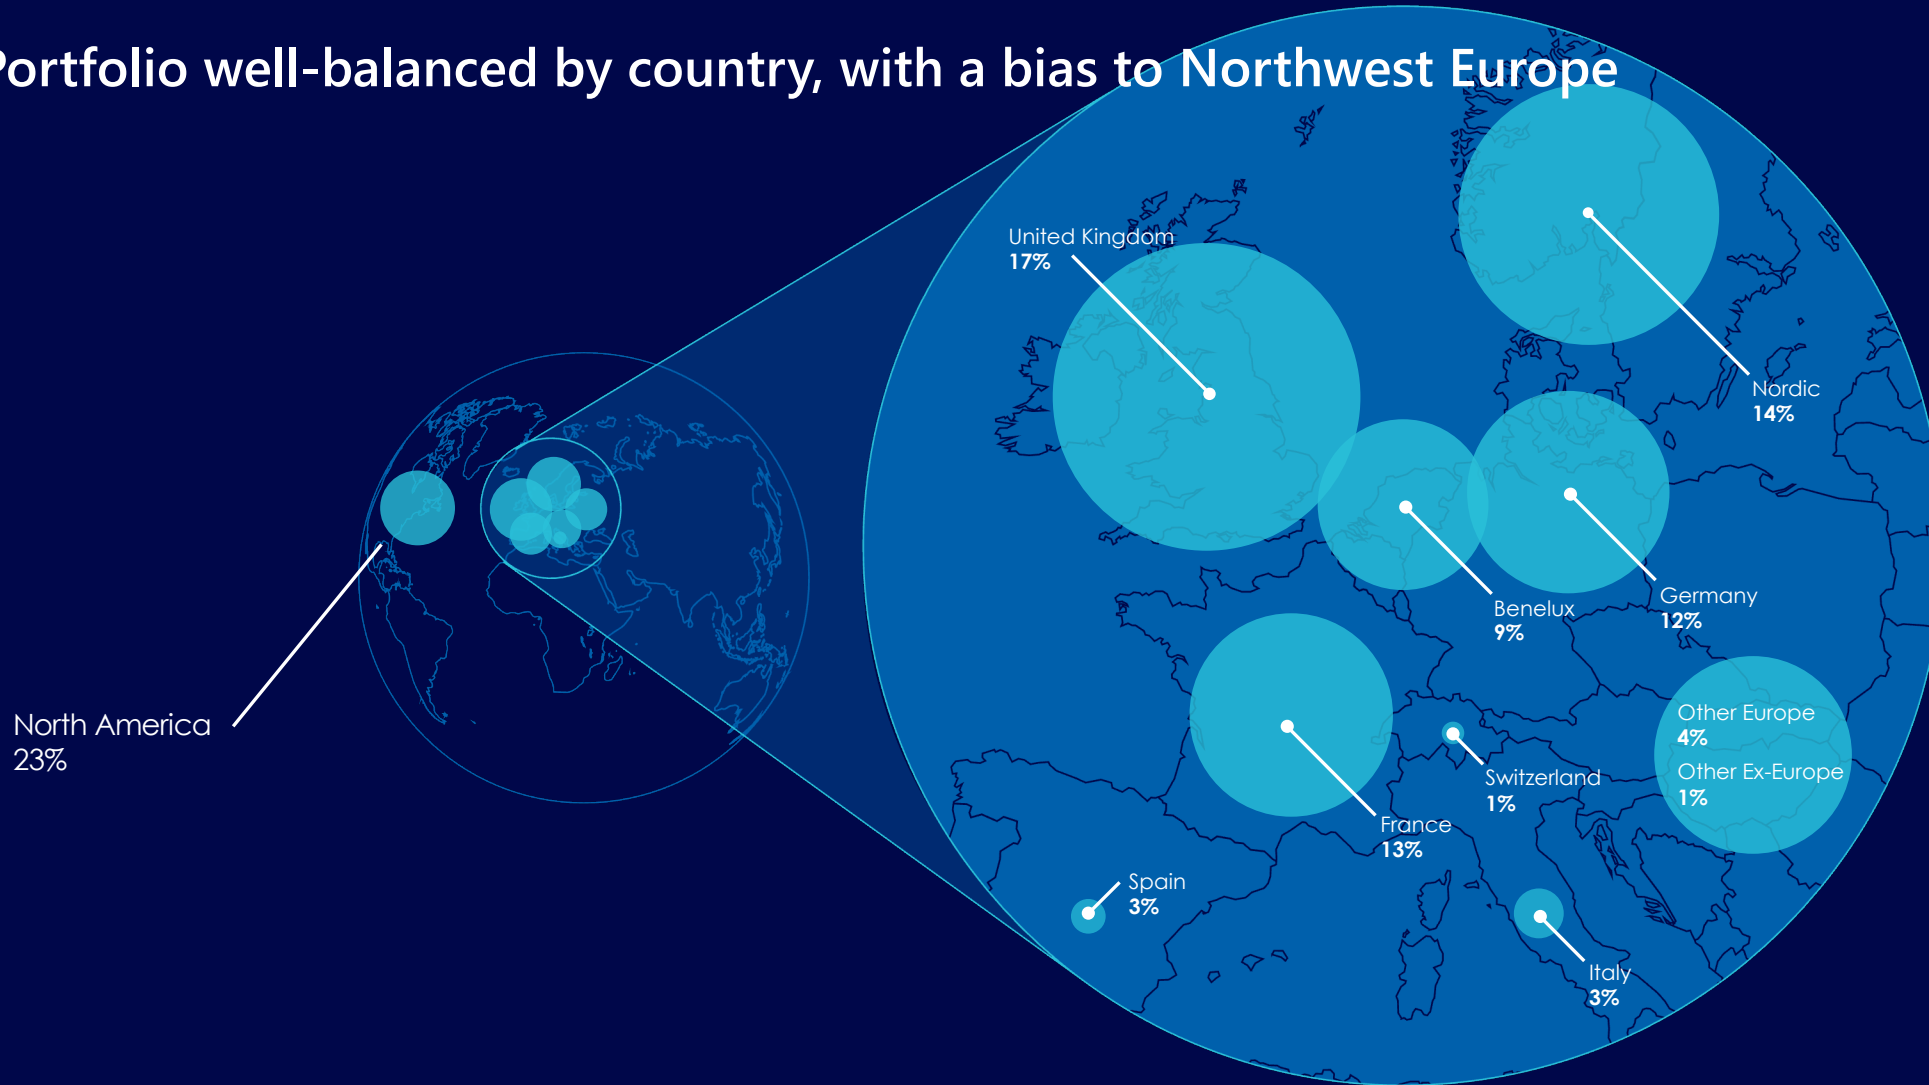 Portfolio well-balanced by country, with a bias to Northwest Europe
United Kingdom
17%
Nordic
14%
Germany
12%
Benelux
9%
North America
23%
Other Europe
4%
Other Ex-Europe
1%
Switzerland
1%
France
13%
Spain
3%
Italy
3%